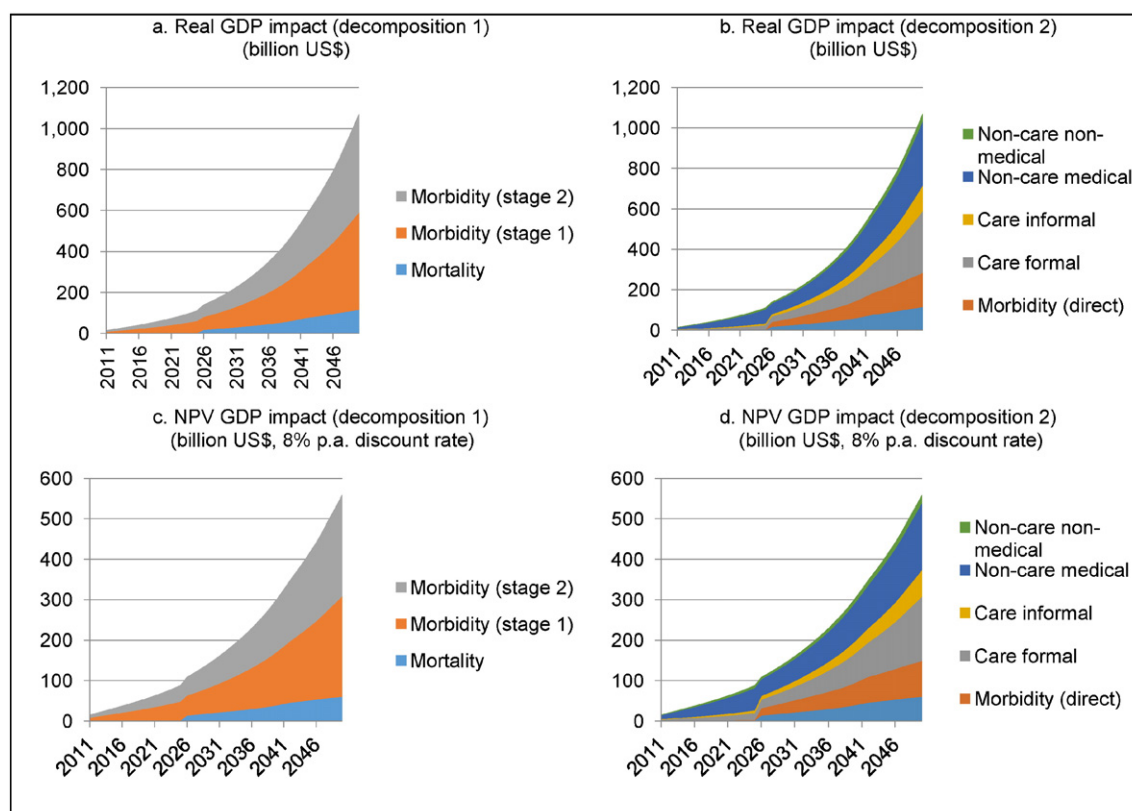 a. Real GDP impact (decomposition 1)
(billion US$)
1,200
1,000
800
600
400
200
0
2011
2016
2021
2026
2031
2036
2041
2046
Morbidity (stage 2)
Morbidity (stage 1)
Mortality
b. Real GDP impact (decomposition 2)
(billion US$)
1,200
1,000
800
600
400
200
0
2011
2016
2021
2026
2031
2036
2041
2046
Non-care non-
medical
Non-care medical
Care informal
Care formal
Morbidity (direct)
c. NPV GDP impact (decomposition 1)
(billion US$, 8% p.a. discount rate)
600
500
400
300
200
100
0
2011
2016
2021
2026
2031
2036
2041
2046
Morbidity (stage 2)
Morbidity (stage 1)
Mortality
d. NPV GDP impact (decomposition 2)
(billion US$, 8% p.a. discount rate)
600
500
400
300
200
100
0
2011
2016
2021
2026
2031
2036
2041
2046
Non-care non-
medical
Non-care medical
Care informal
Care formal
Morbidity (direct)